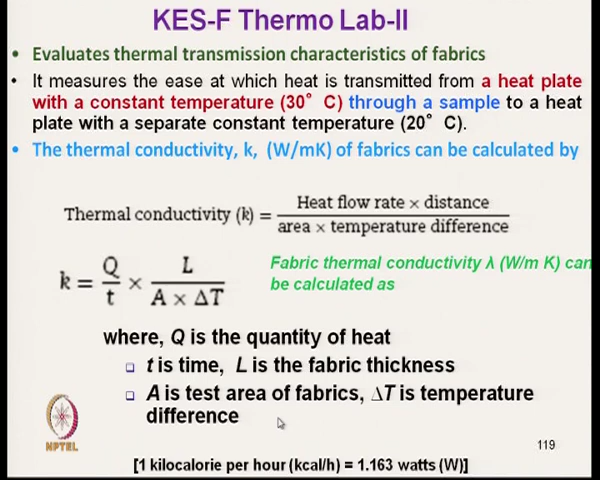 KES-F Thermo Lab-II
• Evaluates thermal transmission characteristics of fabrics
• It measures the ease at which heat is transmitted from a heat plate
with a constant temperature (30° C) through a sample to a heat
plate with a separate constant temperature (20° C).
• The thermal conductivity, k, (W/mK) of fabrics can be calculated by
Thermal conductivity (k) = Heat flow rate × distance / area × temperature difference
k = Q / t × L / A × ΔT
Fabric thermal conductivity λ (W/m K) can
be calculated as
where, Q is the quantity of heat
❑ t is time, L is the fabric thickness
❑ A is test area of fabrics, ΔT is temperature
difference
NPTEL
119
[1 kilocalorie per hour (kcal/h) = 1.163 watts (W)]